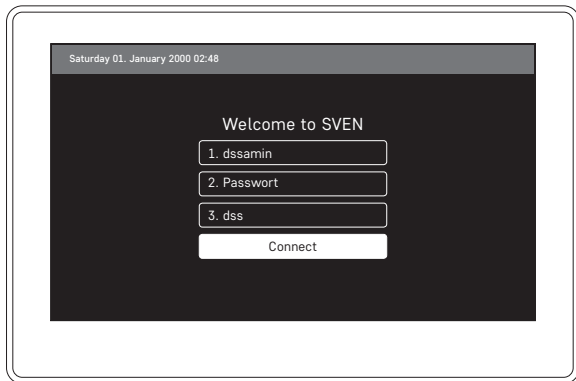 Saturday 01. January 2000 02:48
Welcome to SVEN
1. dssamin
2. Passwort
3. dss
Connect